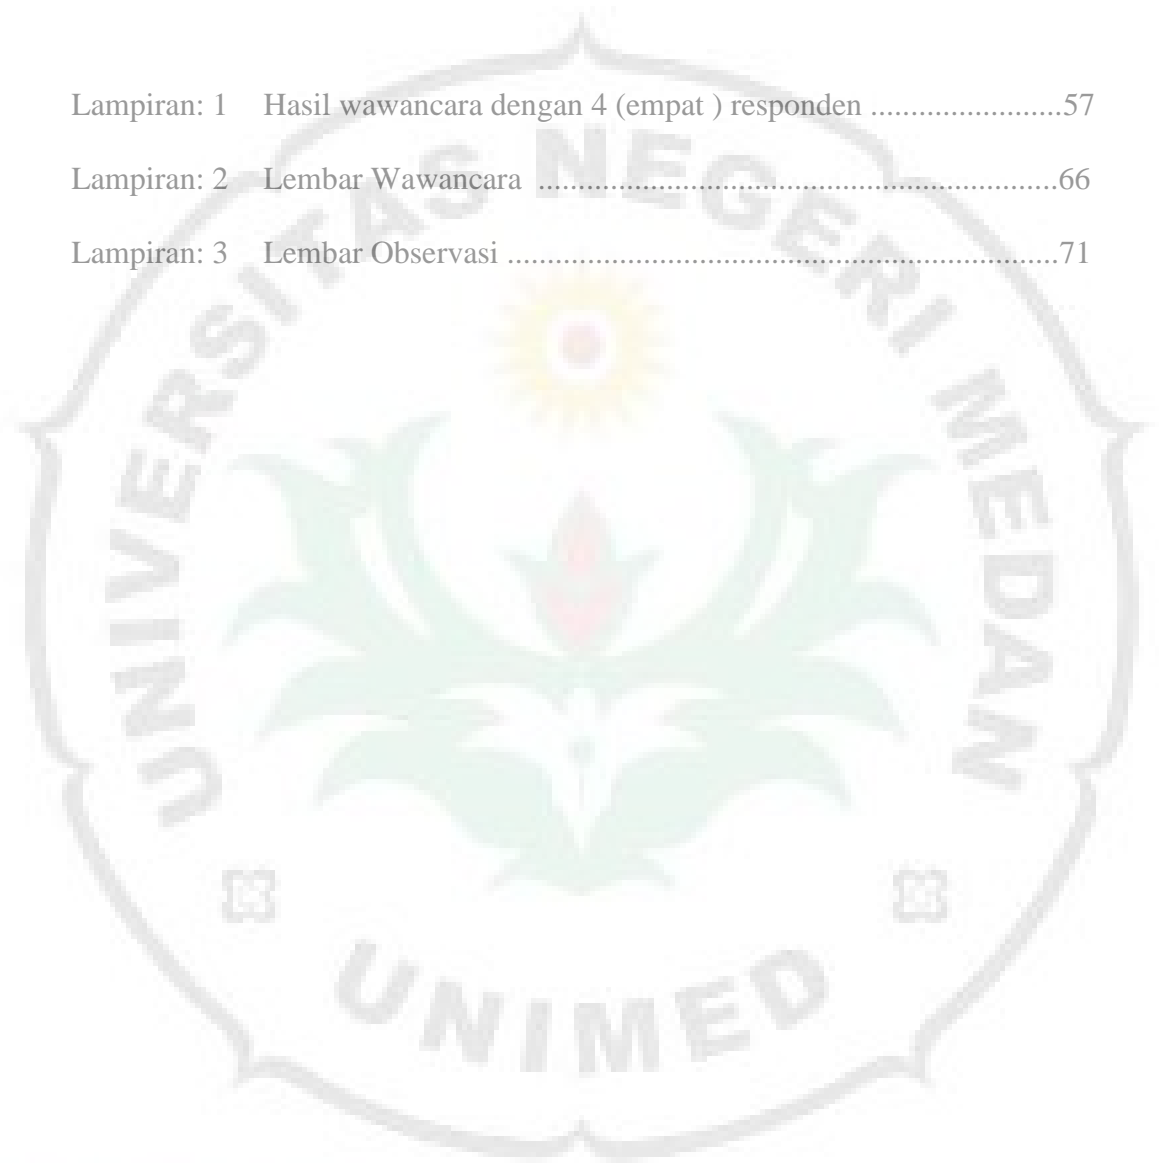 Lampiran: 1 Hasil wawancara dengan 4 (empat ) responden ........................57
Lampiran: 2 Lembar Wawancara ................................................................66
Lampiran: 3 Lembar Observasi ....................................................................71
UNIVERSITAS NEGERI MEDAN
UNIMED